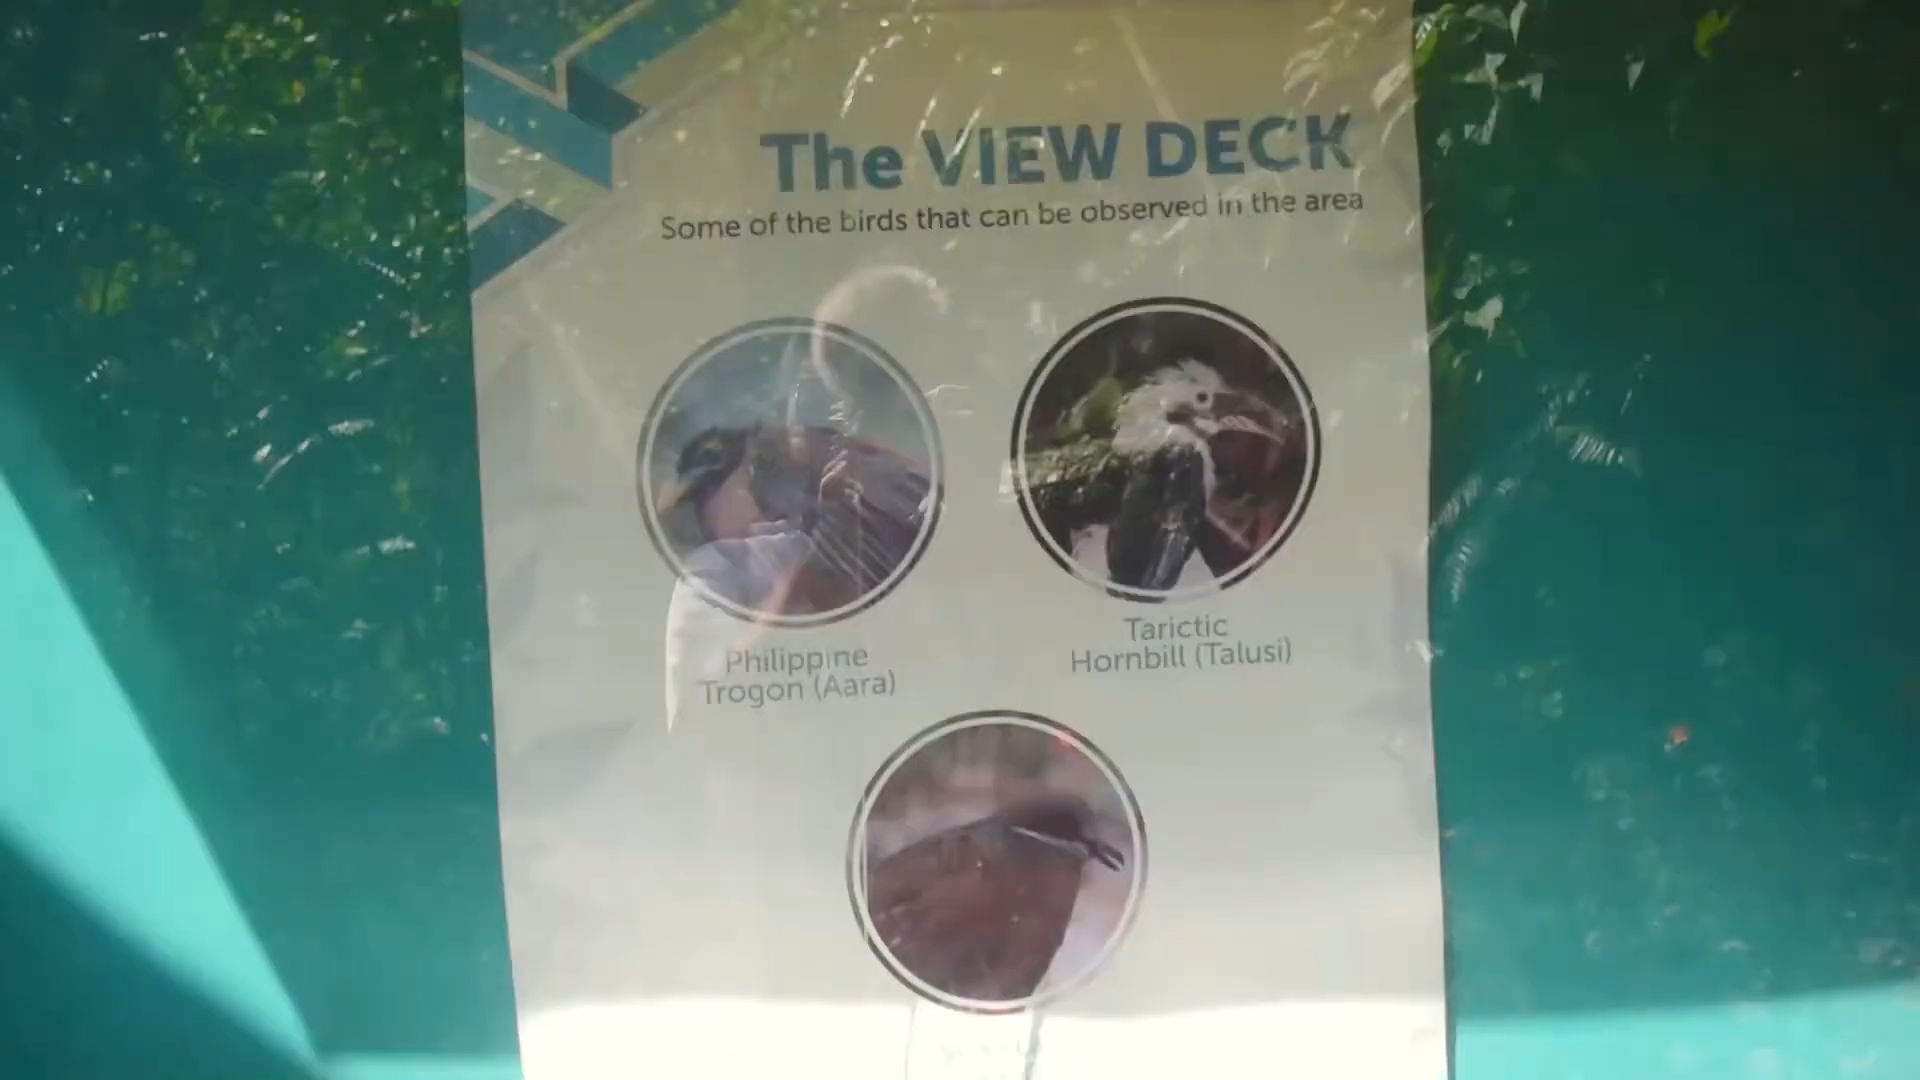 The VIEW DECK
Some of the birds that can be observed in the area
Tarictic
Hornbill (Talusi)
Philippine
Trogon (Aara)